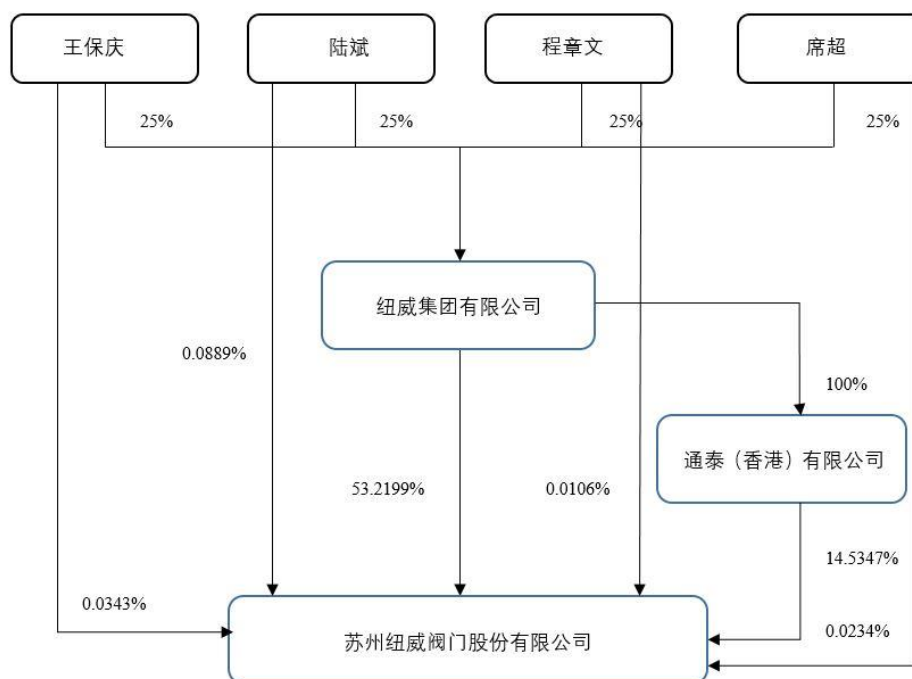 王保庆
陆斌
程章文
席超
25%
25%
25%
25%
纽威集团有限公司
0.0889%
100%
通泰（香港）有限公司
53.2199%
0.0106%
14.5347%
0.0343%
0.0234%
苏州纽威阀门股份有限公司